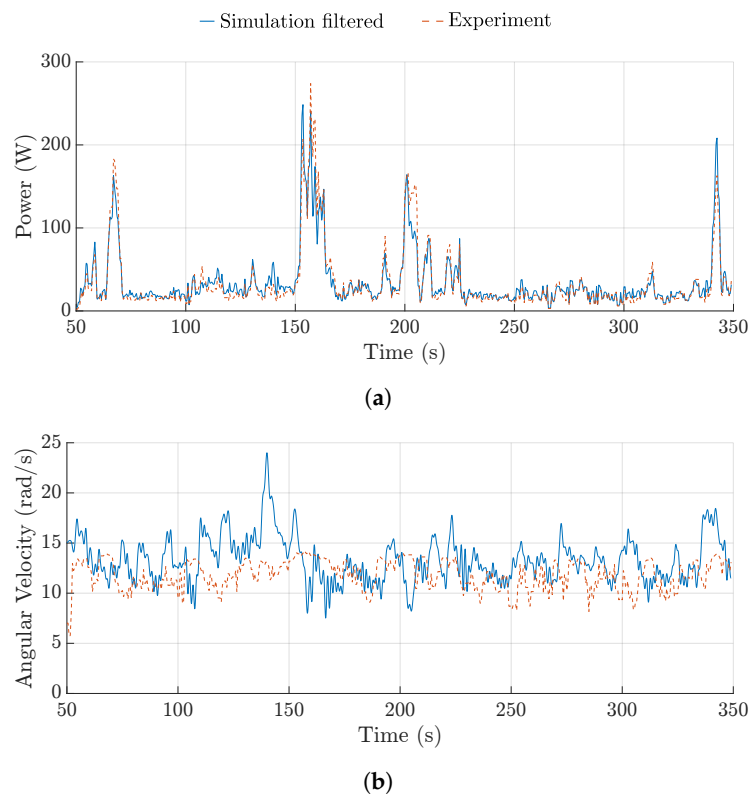 Simulation filtered Experiment
300
200
100
0
Power (W)
50 100 150 200 250 300 350
Time (s)
(a)
25
20
15
10
5
0
Angular Velocity (rad/s)
50 100 150 200 250 300 350
Time (s)
(b)